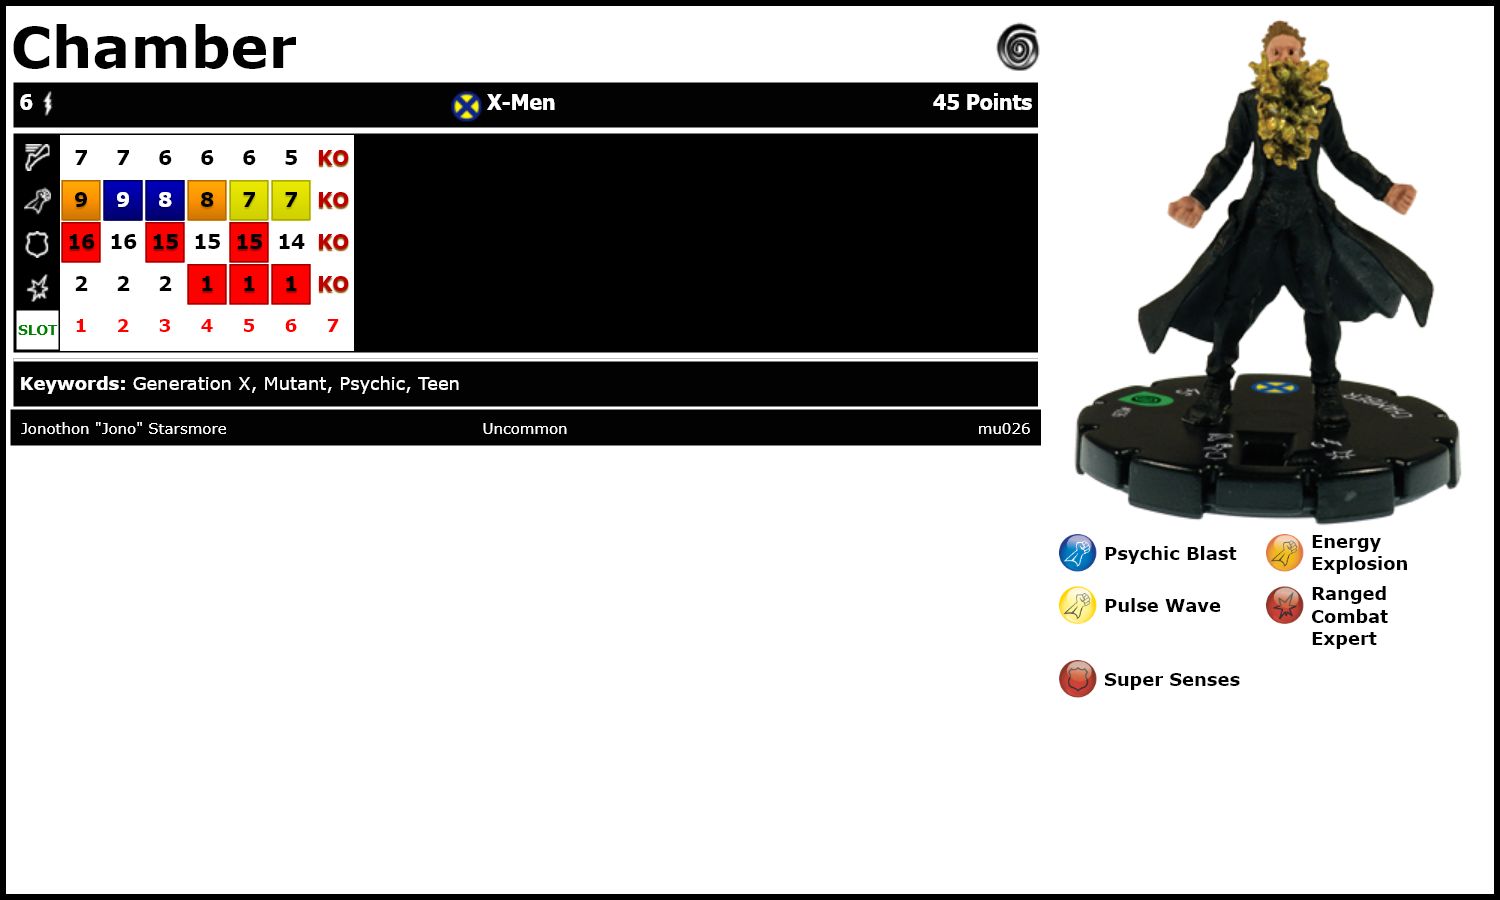 Chamber
6 X-Men 45 Points
7 7 6 6 6 5 KO
9 9 8 8 7 7 KO
16 16 15 15 15 14 KO
2 2 2 1 1 1 KO
SLOT 1 2 3 4 5 6 7
Keywords: Generation X, Mutant, Psychic, Teen
Jonothon "Jono" Starsmore Uncommon mu026
CHAMBER
Psychic Blast
Energy
Explosion
Pulse Wave
Ranged
Combat
Expert
Super Senses